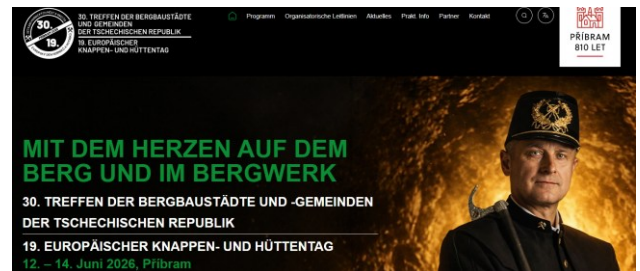 30.
19.
30. TREFFEN DER BERGBAUSTÄDTE
UND GEMEINDEN
DER TSCHECHISCHEN REPUBLIK
19. EUROPÄISCHER
KNAPPEN- UND HÜTTENTAG
Programm Organisatorische Leitlinien Aktuelles Prakt. Info Partner Kontakt
PŘÍBRAM
810 LET
MIT DEM HERZEN AUF DEM
BERG UND IM BERGWERK
30. TREFFEN DER BERGBAUSTÄDTE UND -GEMEINDEN
DER TSCHECHISCHEN REPUBLIK
19. EUROPÄISCHER KNAPPEN- UND HÜTTENTAG
12. – 14. Juni 2026, Příbram